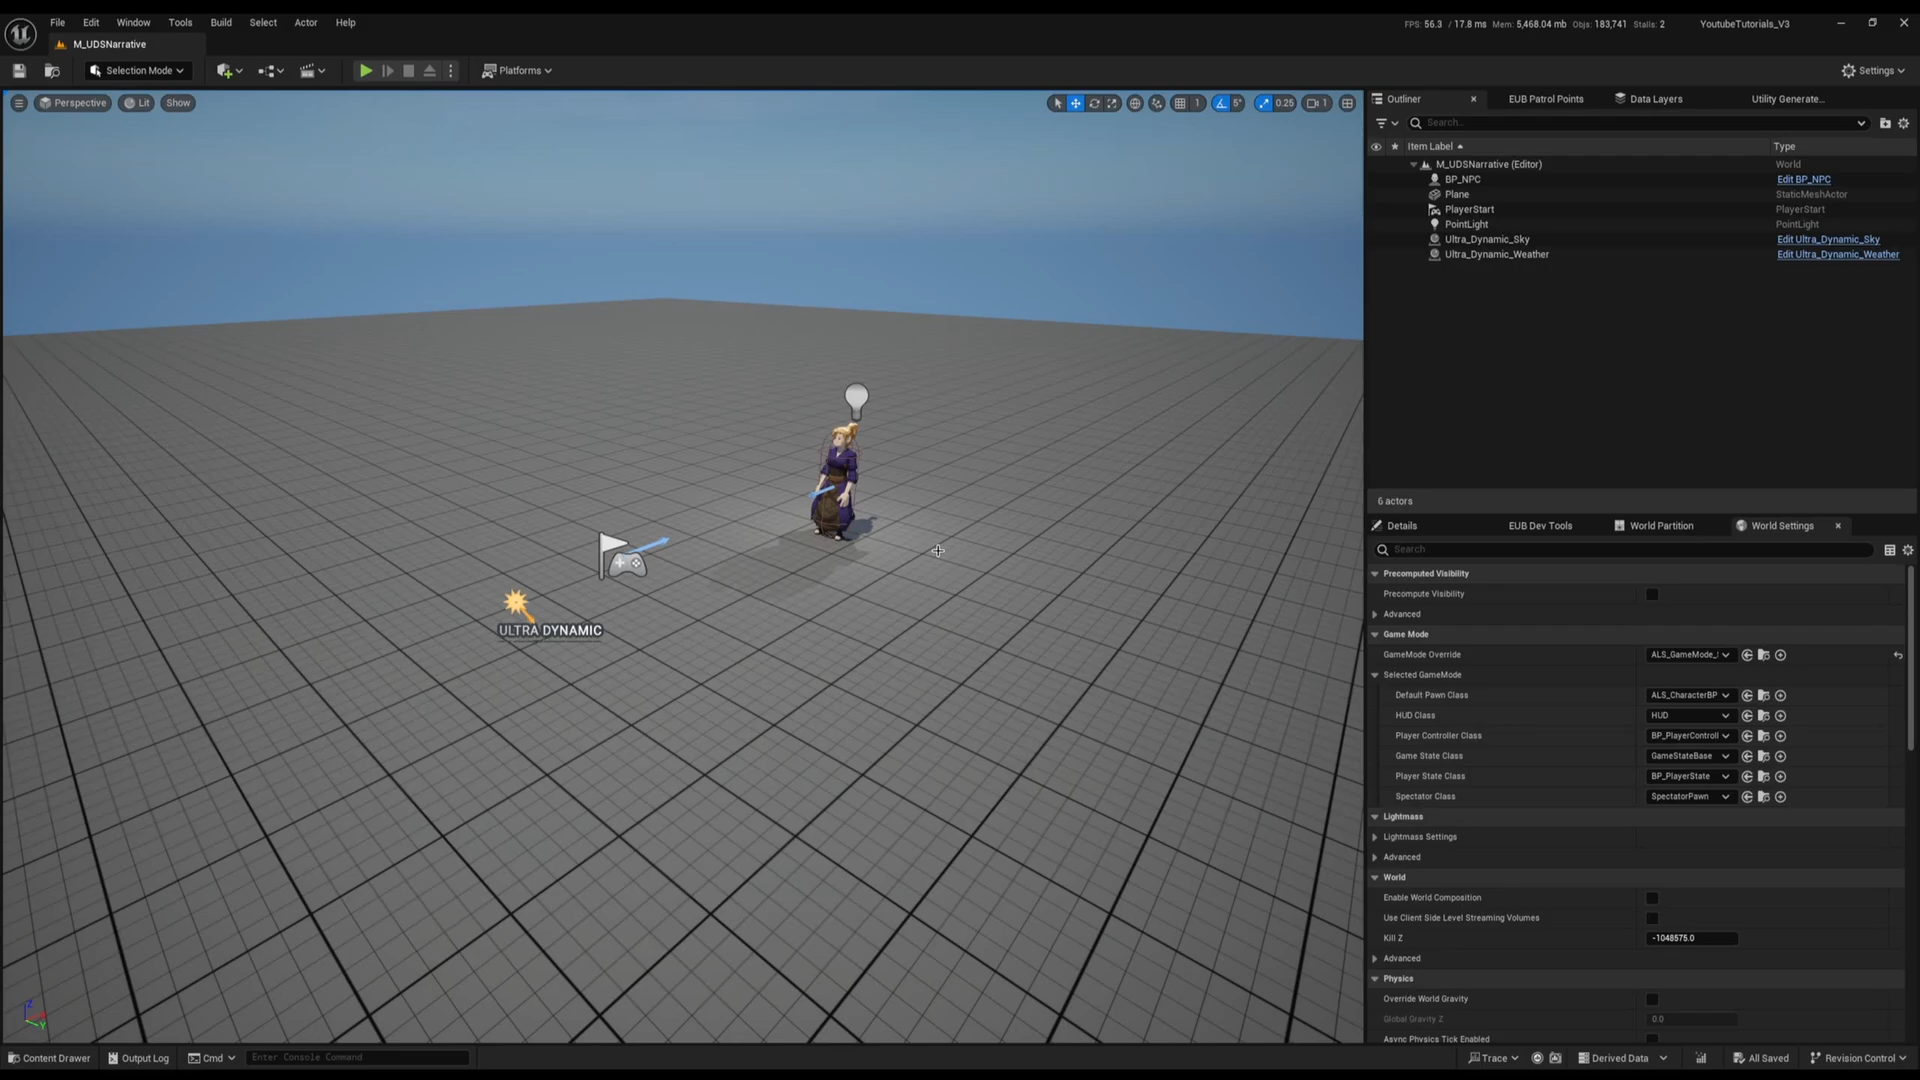 File Edit Window Tools Build Select Actor Help
FPS: 56.3 / 17.8 ms Mem: 5,468.04 mb Objs: 183,741 Stalls: 2 YoutubeTutorials_V3
M_UDSNarrative
Selection Mode Platforms Settings
Perspective Lit Show 1 5° 0.25 1
Outliner EUB Patrol Points Data Layers Utility Generate...
Search...
Item Label Type
M_UDSNarrative (Editor) World
BP_NPC Edit BP_NPC
Plane StaticMeshActor
PlayerStart PlayerStart
PointLight PointLight
Ultra_Dynamic_Sky Edit Ultra_Dynamic_Sky
Ultra_Dynamic_Weather Edit Ultra_Dynamic_Weather
6 actors
ULTRA DYNAMIC
Details EUB Dev Tools World Partition World Settings
Search
Precomputed Visibility
Precompute Visibility
Advanced
Game Mode
GameMode Override ALS_GameMode_
Selected GameMode
Default Pawn Class ALS_CharacterBP
HUD Class HUD
Player Controller Class BP_PlayerControll
Game State Class GameStateBase
Player State Class BP_PlayerState
Spectator Class SpectatorPawn
Lightmass
Lightmass Settings
Advanced
World
Enable World Composition
Use Client Side Level Streaming Volumes
Kill Z -1048575.0
Advanced
Physics
Override World Gravity
Global Gravity Z 0.0
Async Physics Tick Enabled
Content Drawer Output Log Cmd Enter Console Command Trace Derived Data All Saved Revision Control